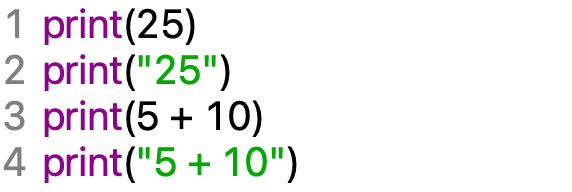 1 print(25)
2 print("25")
3 print(5 + 10)
4 print("5 + 10")